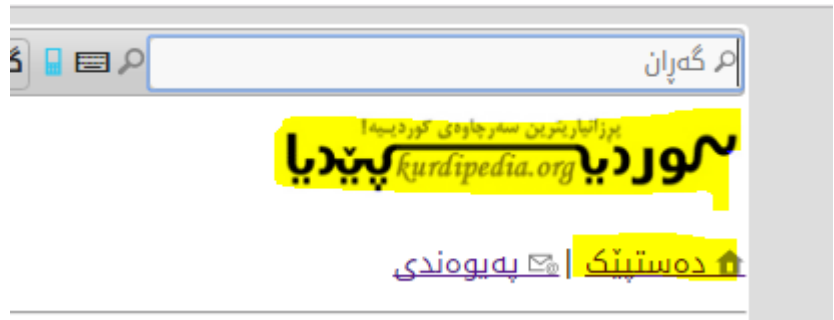 گەڕان گ
پڕزانیاریترین سەرچاوەی کوردییە!
کوردیپێدیا kurdipedia.org
دەستپێک | پەیوەندی